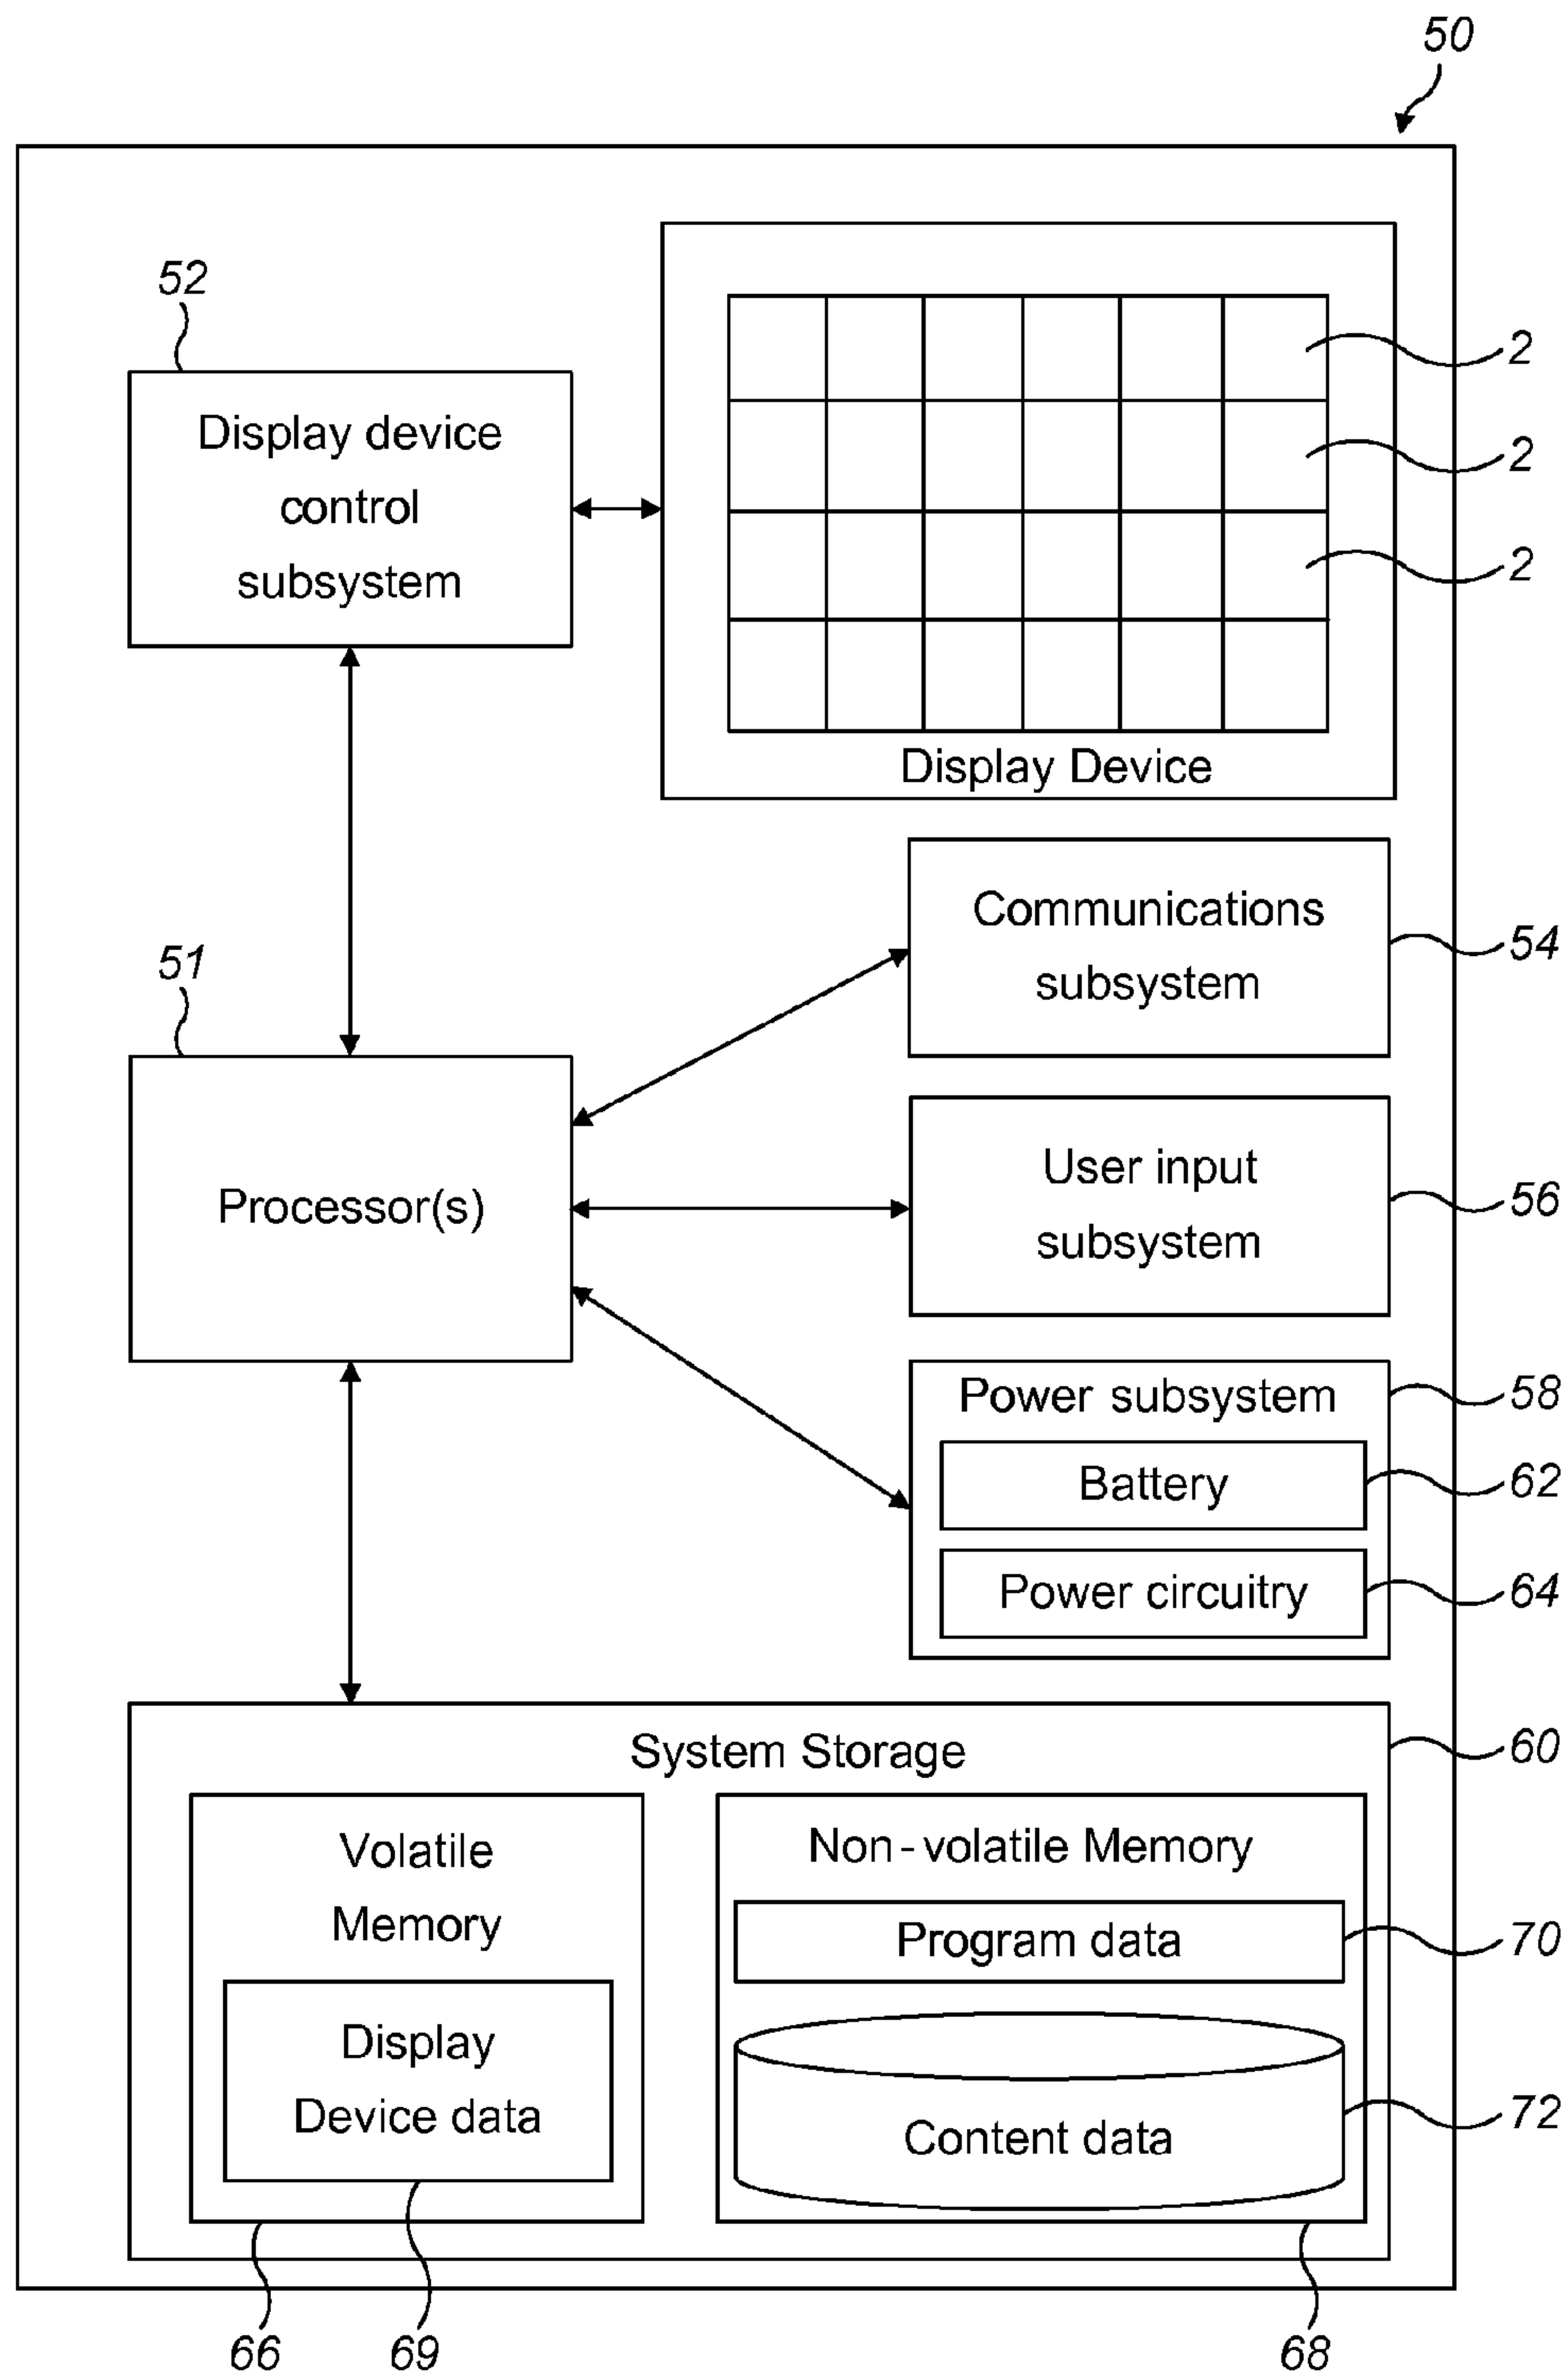 50
52
Display device
control
subsystem
2
2
2
Display Device
Communications
subsystem
54
51
Processor(s)
User input
subsystem
56
Power subsystem
58
Battery
62
Power circuitry
64
System Storage
60
Volatile
Memory
Non-volatile Memory
Program data
70
Display
Device data
Content data
72
66
69
68